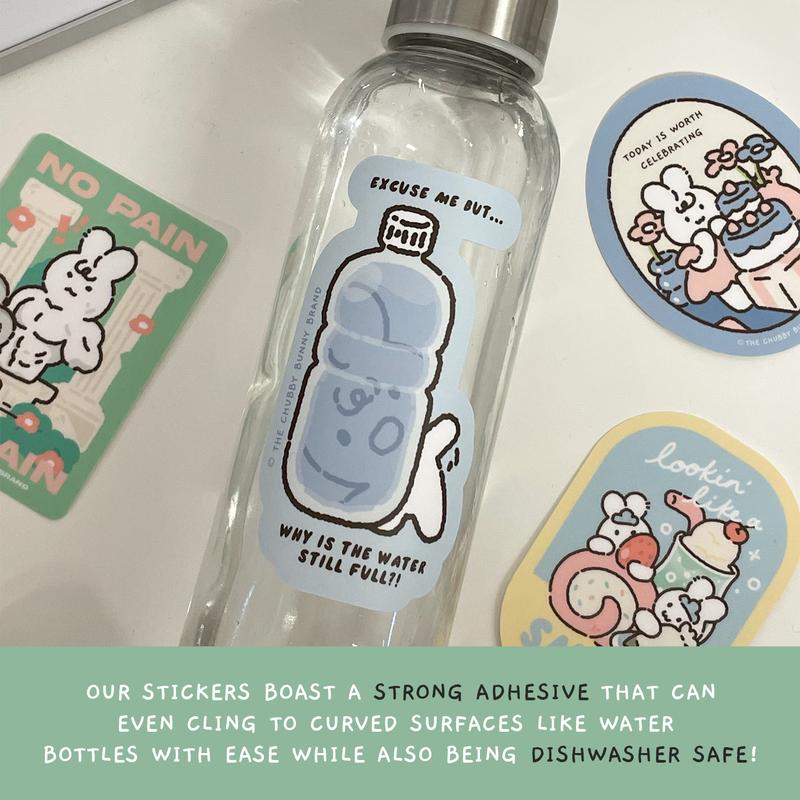 NO PAIN
AIN
BRAND
EXCUSE ME BUT...
© THE CHUBBY BUNNY BRAND
WHY IS THE WATER
STILL FULL?!
TODAY IS WORTH
CELEBRATING
© THE CHUBBY BUNN
lookin'
like a
OUR STICKERS BOAST A STRONG ADHESIVE THAT CAN
EVEN CLING TO CURVED SURFACES LIKE WATER
BOTTLES WITH EASE WHILE ALSO BEING DISHWASHER SAFE!